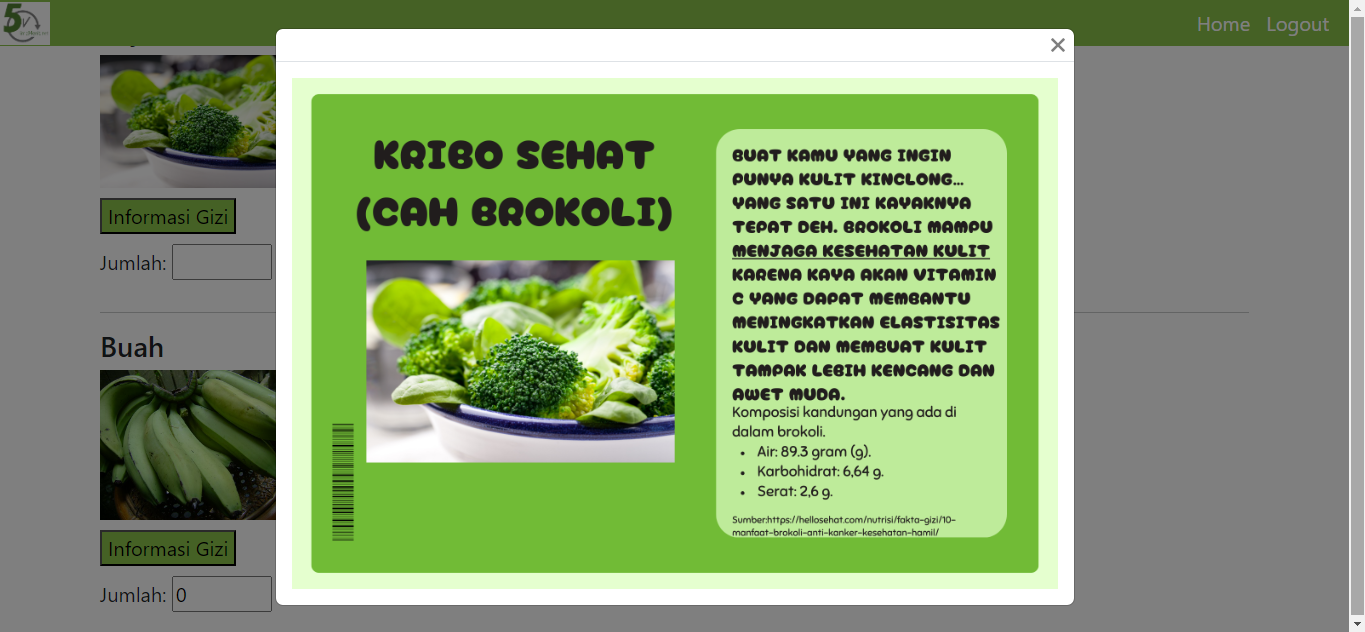 5
Home Logout
Informasi Gizi
Jumlah:
Buah
Informasi Gizi
Jumlah: 0
×
KRIBO SEHAT
(CAH BROKOLI)
BUAT KAMU YANG INGIN
PUNYA KULIT KINCLONG...
YANG SATU INI KAYAKNYA
TEPAT DEH. BROKOLI MAMPU
MENJAGA KESEHATAN KULIT
KARENA KAYA AKAN VITAMIN
C YANG DAPAT MEMBANTU
MENINGKATKAN ELASTISITAS
KULIT DAN MEMBUAT KULIT
TAMPAK LEBIH KENCANG DAN
AWET MUDA.
Komposisi kandungan yang ada di
dalam brokoli.
• Air: 89.3 gram (g).
• Karbohidrat: 6,64 g.
• Serat: 2,6 g.
Sumber:https://hellosehat.com/nutrisi/fakta-gizi/10-
manfaat-brokoli-anti-kanker-kesehatan-hamil/